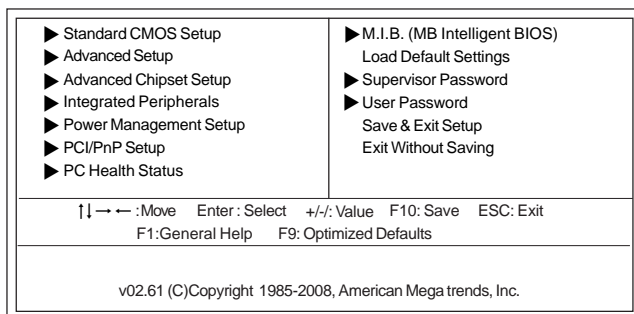 Standard CMOS Setup
Advanced Setup
Advanced Chipset Setup
Integrated Peripherals
Power Management Setup
PCI/PnP Setup
PC Health Status
M.I.B. (MB Intelligent BIOS)
Load Default Settings
Supervisor Password
User Password
Save & Exit Setup
Exit Without Saving
↑↓→← :Move Enter : Select +/-/: Value F10: Save ESC: Exit
F1:General Help F9: Optimized Defaults
v02.61 (C)Copyright 1985-2008, American Megatrends, Inc.